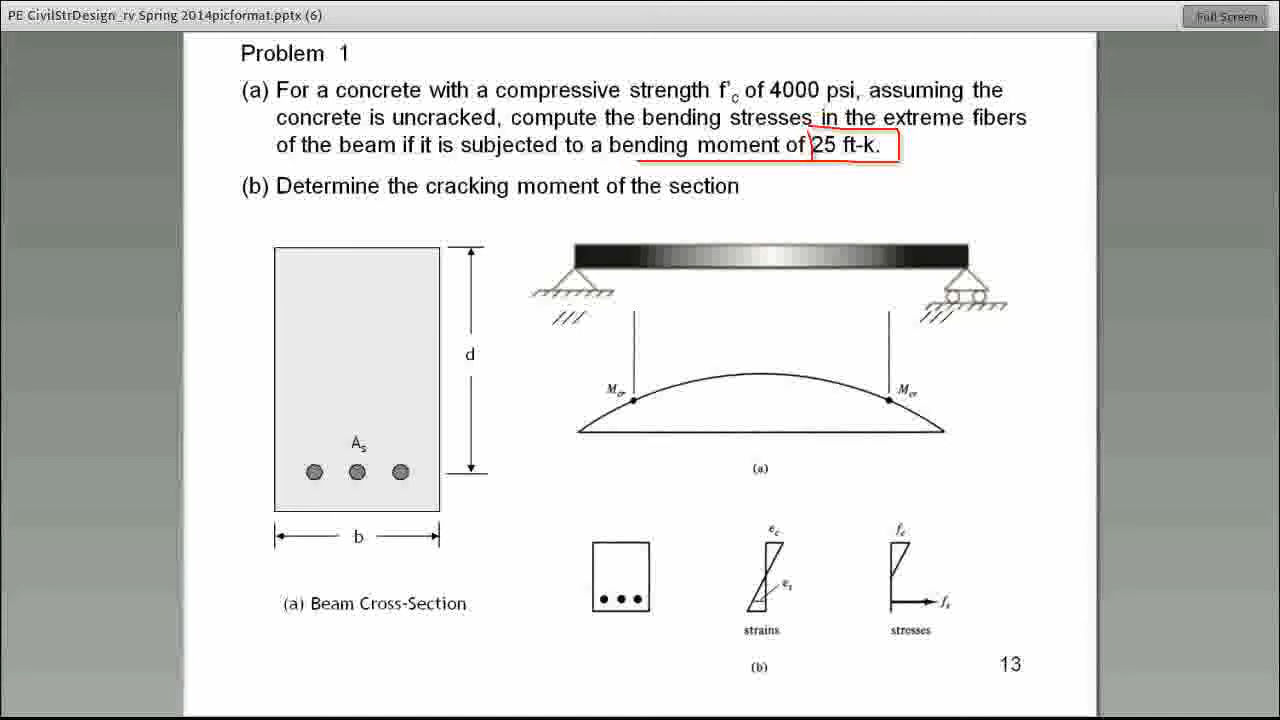 PE CivilStrDesign_rv Spring 2014picformat.pptx (6)
Full Screen
Problem 1
(a) For a concrete with a compressive strength f'c of 4000 psi, assuming the
concrete is uncracked, compute the bending stresses in the extreme fibers
of the beam if it is subjected to a bending moment of 25 ft-k.
(b) Determine the cracking moment of the section
d
As
b
(a) Beam Cross-Section
Mcr
Mcr
(a)
ec
es
strains
fc
fs
stresses
(b)
13